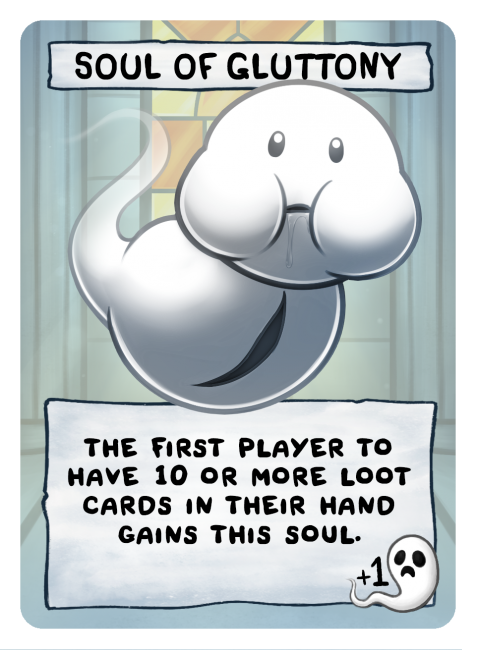 SOUL OF GLUTTONY
THE FIRST PLAYER TO
HAVE 10 OR MORE LOOT
CARDS IN THEIR HAND
GAINS THIS SOUL.
+1